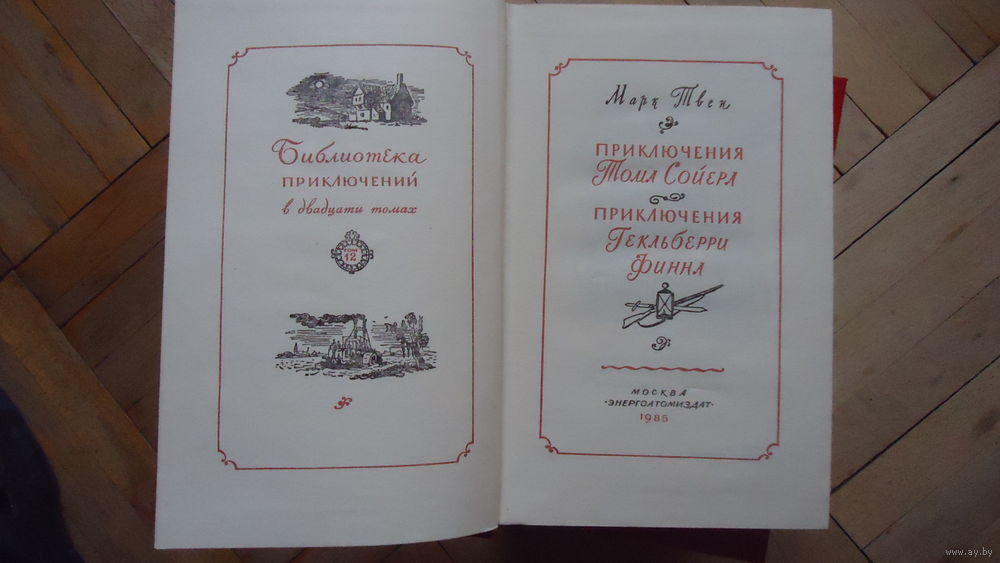 Библиотека
ПРИКЛЮЧЕНИЙ
в двадцати томах
ТОМ
12
Марк Твен
ПРИКЛЮЧЕНИЯ
Тома Сойера
ПРИКЛЮЧЕНИЯ
Гекльберри
Финна
МОСКВА
·ЭНЕРГОАТОМИЗДАТ·
1985
www.ay.by